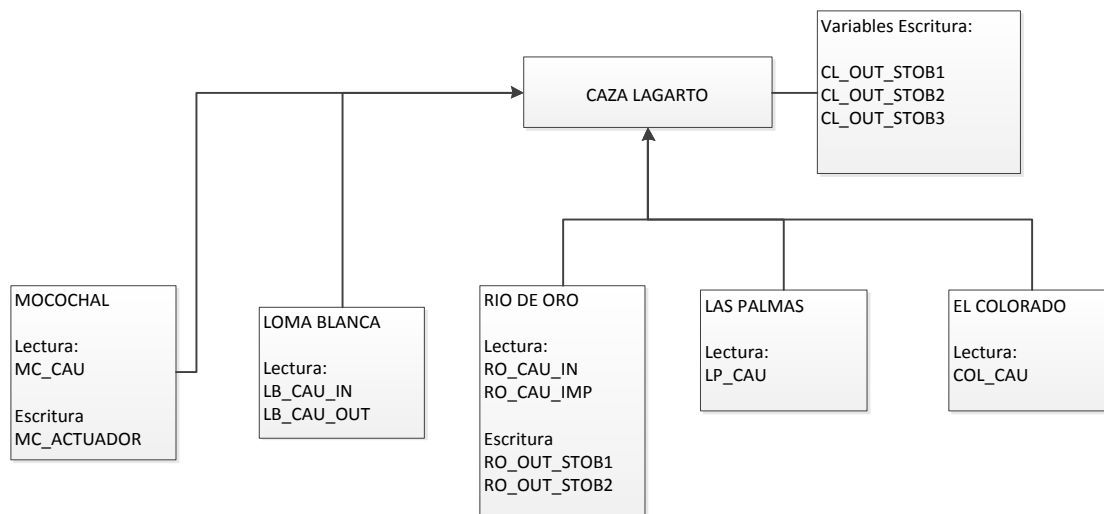 Variables Escritura:
CL_OUT_STOB1
CL_OUT_STOB2
CL_OUT_STOB3
CAZA LAGARTO
MOCOCHAL
Lectura:
MC_CAU
Escritura
MC_ACTUADOR
LOMA BLANCA
Lectura:
LB_CAU_IN
LB_CAU_OUT
RIO DE ORO
Lectura:
RO_CAU_IN
RO_CAU_IMP
Escritura
RO_OUT_STOB1
RO_OUT_STOB2
LAS PALMAS
Lectura:
LP_CAU
EL COLORADO
Lectura:
COL_CAU